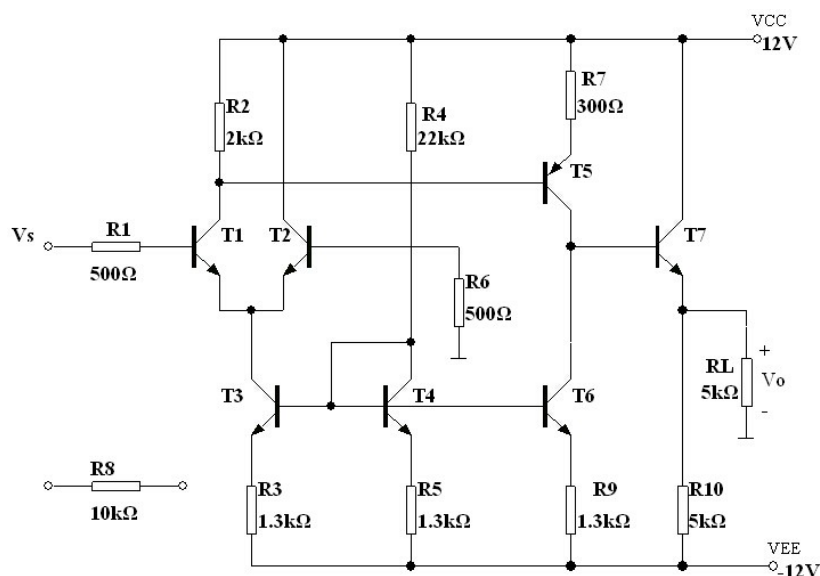 VCC
12V
R2
2kΩ
R4
22kΩ
R7
300Ω
T5
Vs
R1
500Ω
T1
T2
T7
R6
500Ω
RL
5kΩ
+
Vo
-
T3
T4
T6
R8
10kΩ
R3
1.3kΩ
R5
1.3kΩ
R9
1.3kΩ
R10
5kΩ
VEE
-12V